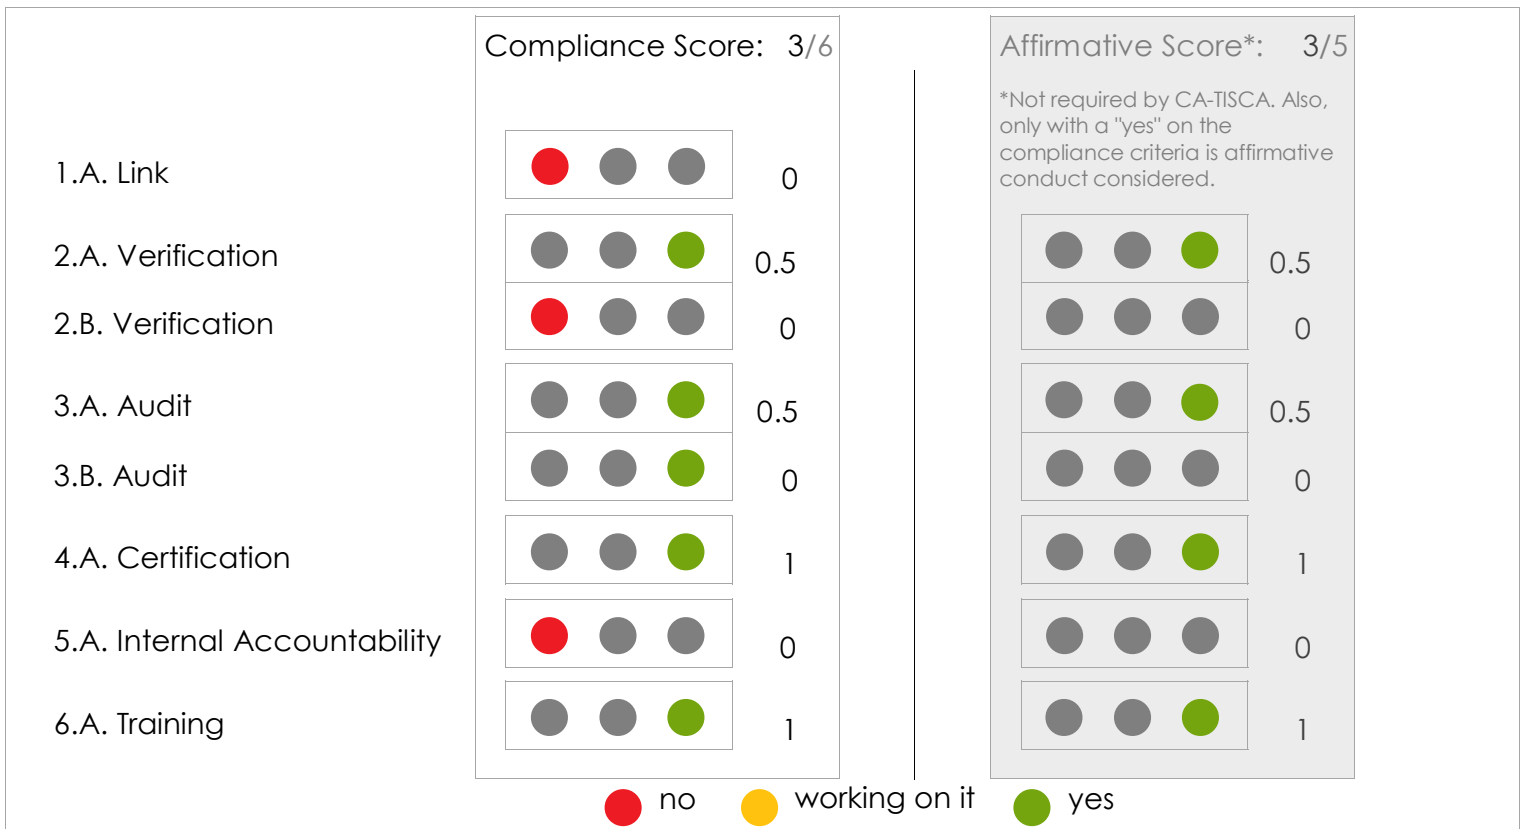 Compliance Score: 3/6
Affirmative Score*: 3/5
*Not required by CA-TISCA. Also,
only with a "yes" on the
compliance criteria is affirmative
conduct considered.
1.A. Link 0
2.A. Verification 0.5 0.5
2.B. Verification 0 0
3.A. Audit 0.5 0.5
3.B. Audit 0 0
4.A. Certification 1 1
5.A. Internal Accountability 0 0
6.A. Training 1 1
no working on it yes